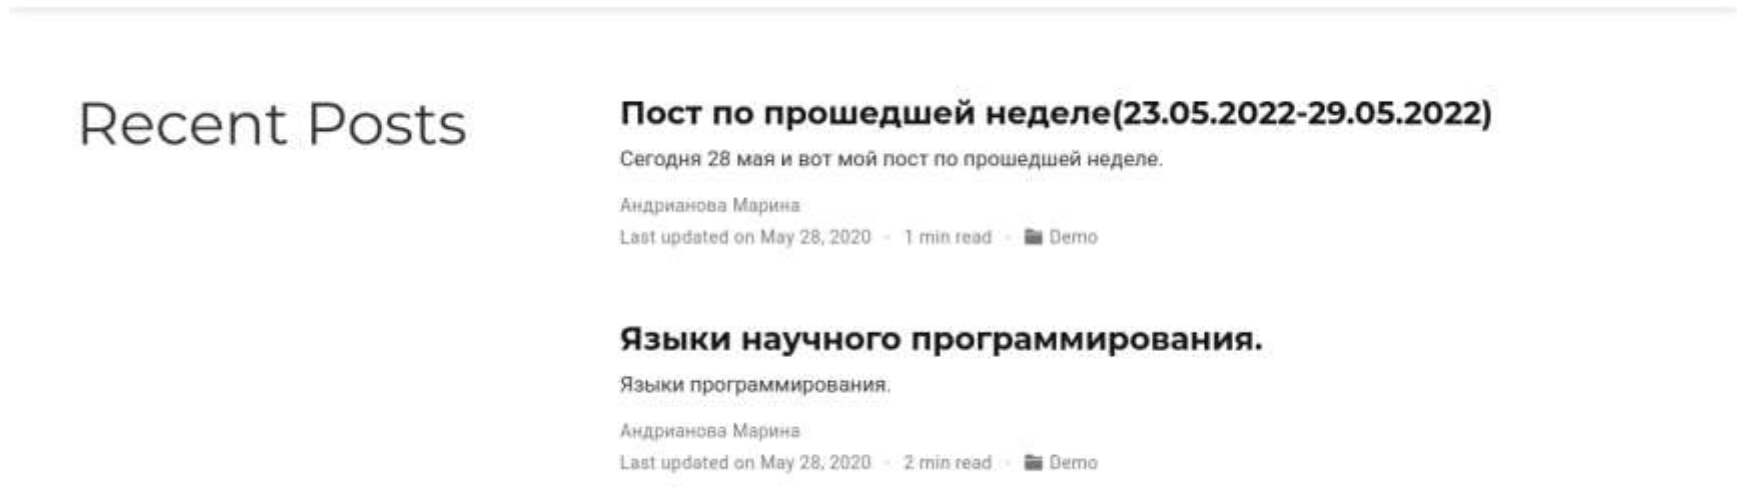 Recent Posts
Пост по прошедшей неделе(23.05.2022-29.05.2022)
Сегодня 28 мая и вот мой пост по прошедшей неделе.
Андрианова Марина
Last updated on May 28, 2020 · 1 min read · Demo
Языки научного программирования.
Языки программирования.
Андрианова Марина
Last updated on May 28, 2020 · 2 min read · Demo